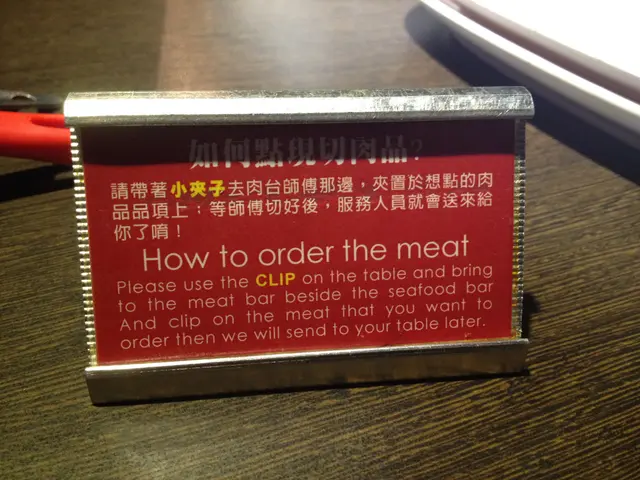 如何點現切肉品?
請帶著小夾子去肉台師傅那邊，夾置於想點的肉
品品項上；等師傅切好後，服務人員就會送來給
你了唷！
How to order the meat
Please use the CLIP on the table and bring
to the meat bar beside the seafood bar
And clip on the meat that you want to
order then we will send to your table later.